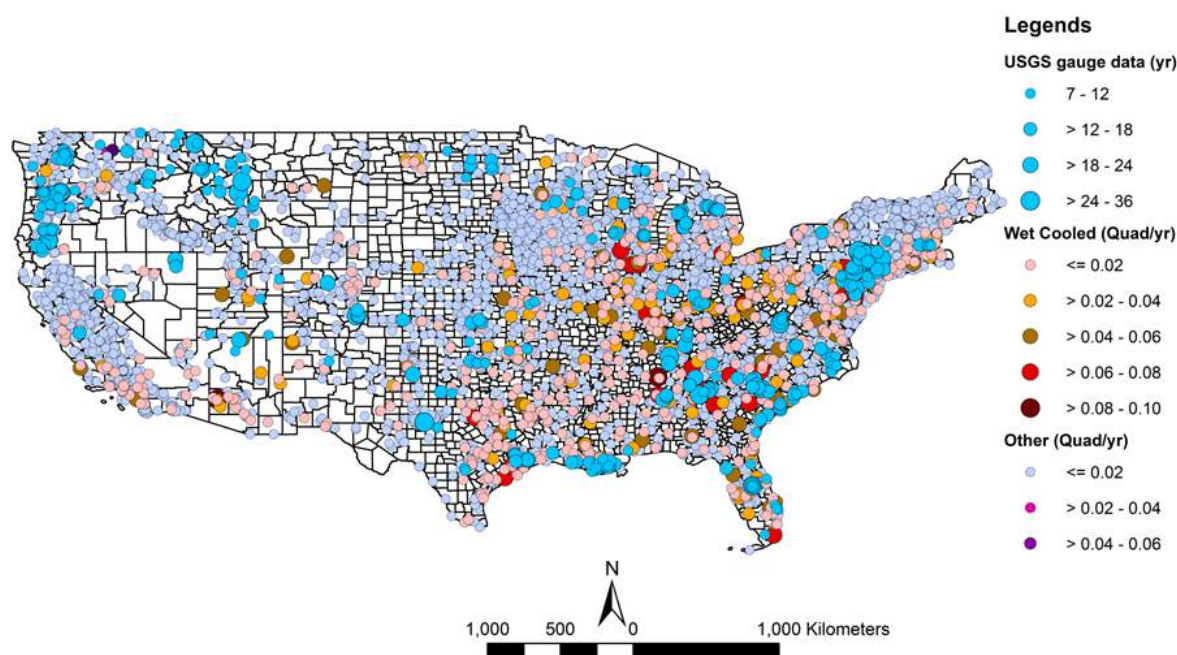 Legends
USGS gauge data (yr)
7 - 12
> 12 - 18
> 18 - 24
> 24 - 36
Wet Cooled (Quad/yr)
<= 0.02
> 0.02 - 0.04
> 0.04 - 0.06
> 0.06 - 0.08
> 0.08 - 0.10
Other (Quad/yr)
<= 0.02
> 0.02 - 0.04
> 0.04 - 0.06
N
1,000 500 0 1,000 Kilometers